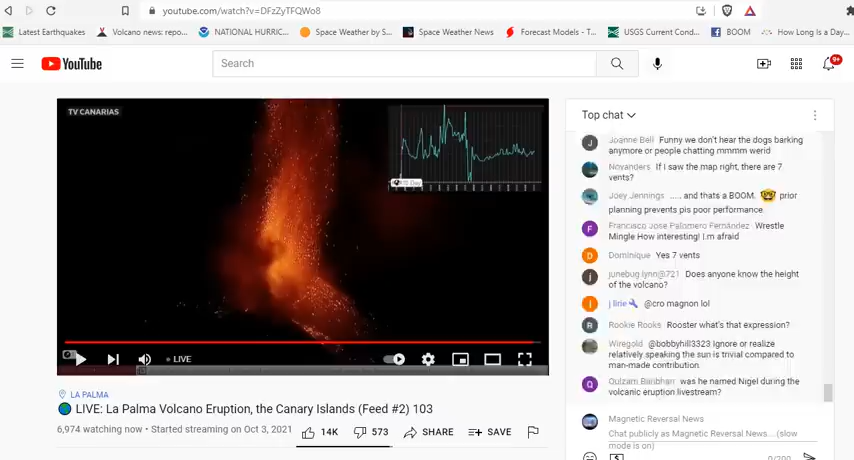 youtube.com/watch?v=DFzZyTFQWo8
Latest Earthquakes
Volcano news: repo...
NATIONAL HURRIC...
Space Weather by S...
Space Weather News
Forecast Models - T...
USGS Current Cond...
BOOM
How Long Is a Day...
YouTube
Search
9+
TV CANARIAS
LIVE
Top chat
Joanne Bell Funny we don't hear the dogs barking
anymore or people chatting mmmm werid
Novanders If I saw the map right, there are 7
vents?
Joey Jennings ..... and thats a BOOM. prior
planning prevents pis poor performance.
Francisco Jose Palomero Fernández Wrestle
Mingle How interesting! I,m afraid
Dominique Yes 7 vents
junebug.lynn@721 Does anyone know the height
of the volcano?
j lirie @cro magnon lol
Rookie Rooks Rooster what's that expression?
Wiregold @bobbyhill3323 Ignore or realize
relatively speaking the sun is trivial compared to
man-made contribution.
was he named Nigel during the
volcanic eruption livestream?
Magnetic Reversal News
Chat publicly as Magnetic Reversal News... (slow
mode is on)
0/200
LA PALMA
LIVE: La Palma Volcano Eruption, the Canary Islands (Feed #2) 103
6,974 watching now • Started streaming on Oct 3, 2021
14K
573
SHARE
SAVE